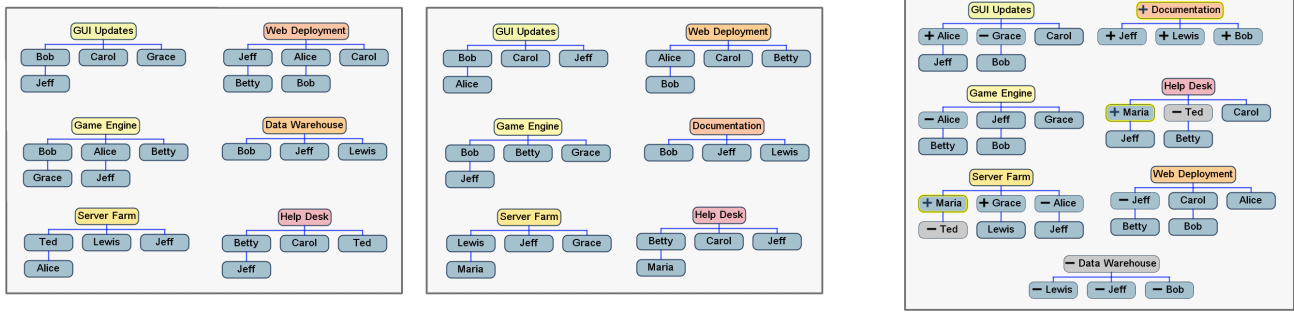 GUI Updates
Bob Carol Grace
Jeff
Web Deployment
Jeff Alice Carol
Betty Bob
Game Engine
Bob Alice Betty
Grace Jeff
Data Warehouse
Bob Jeff Lewis
Server Farm
Ted Lewis Jeff
Alice
Help Desk
Betty Carol Ted
Jeff
GUI Updates
Bob Carol Jeff
Alice
Web Deployment
Alice Carol Betty
Bob
Game Engine
Bob Betty Grace
Jeff
Documentation
Bob Jeff Lewis
Server Farm
Lewis Jeff Grace
Maria
Help Desk
Betty Carol Jeff
Maria
GUI Updates
+ Alice − Grace Carol
Jeff Bob
+ Documentation
+ Jeff + Lewis + Bob
Game Engine
− Alice Jeff Grace
Betty Bob
Help Desk
+ Maria − Ted Carol
Jeff Betty
Server Farm
+ Maria + Grace − Alice
− Ted Lewis Jeff
Web Deployment
− Jeff Carol Alice
Betty Bob
− Data Warehouse
− Lewis − Jeff − Bob